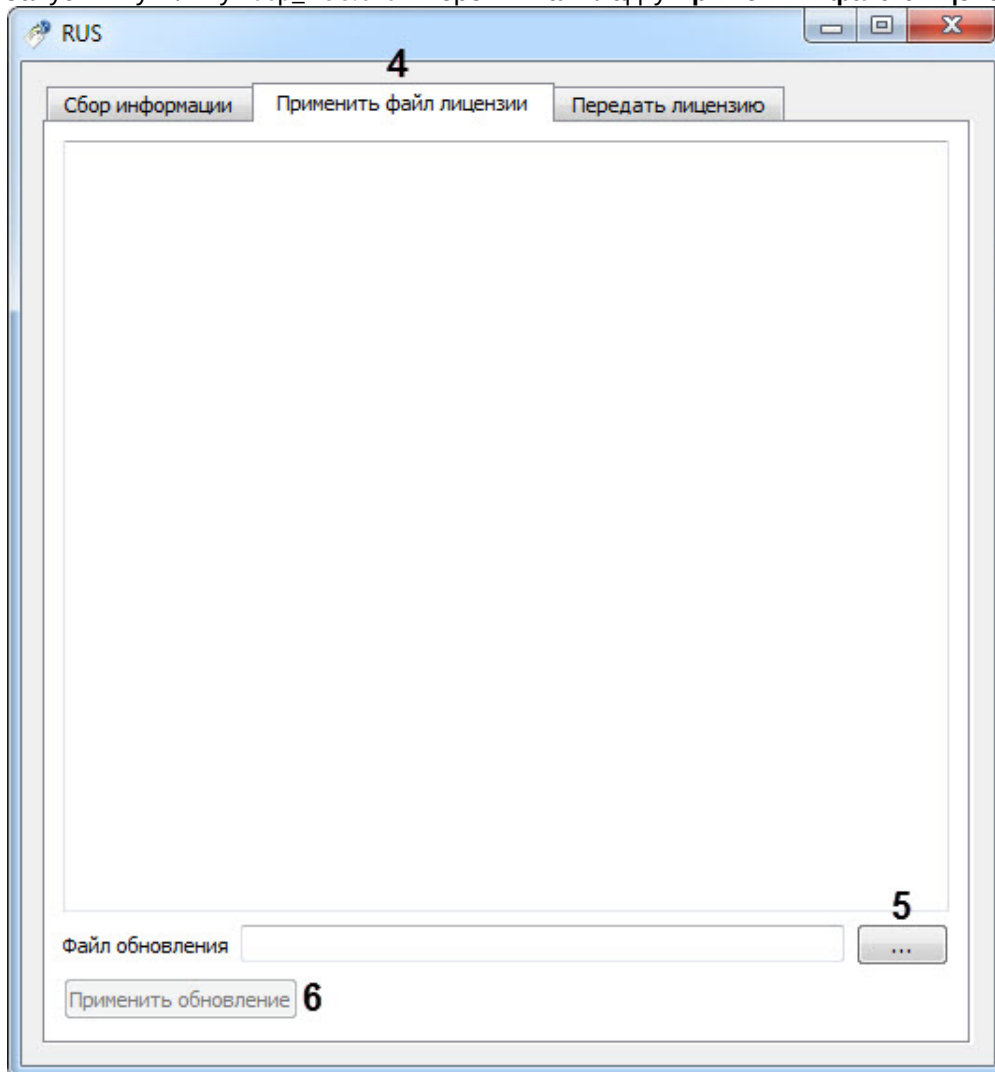 RUS
4
Сбор информации
Применить файл лицензии
Передать лицензию
5
Файл обновления
...
Применить обновление
6